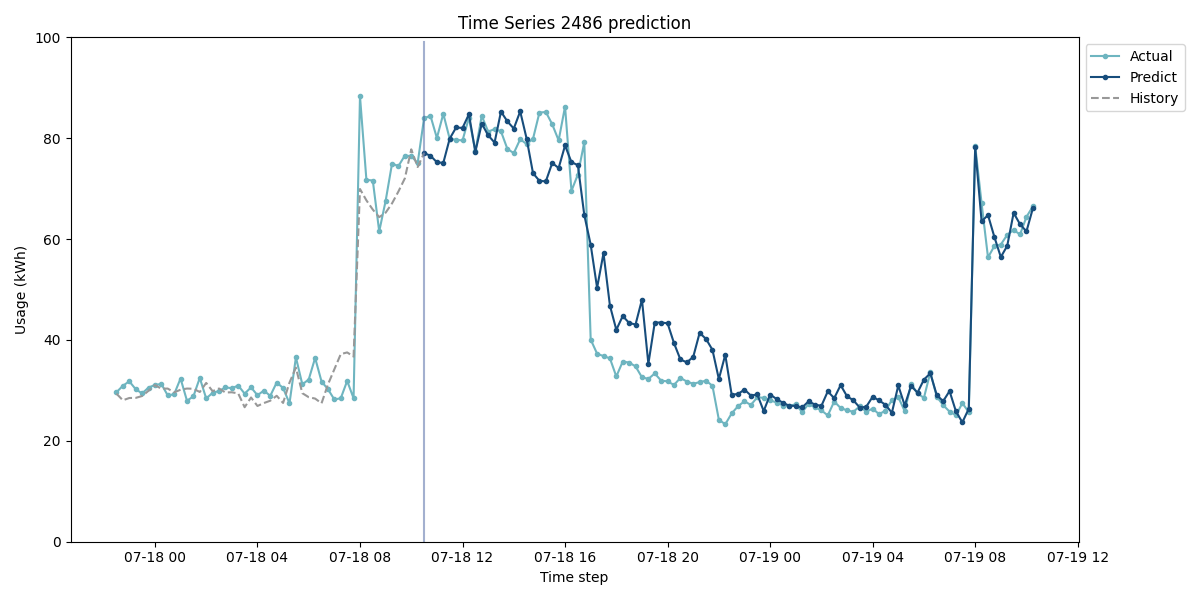 Time Series 2486 prediction
100
80
60
40
20
0
Usage (kWh)
07-18 00
07-18 04
07-18 08
07-18 12
07-18 16
07-18 20
07-19 00
07-19 04
07-19 08
07-19 12
Time step
Actual
Predict
History